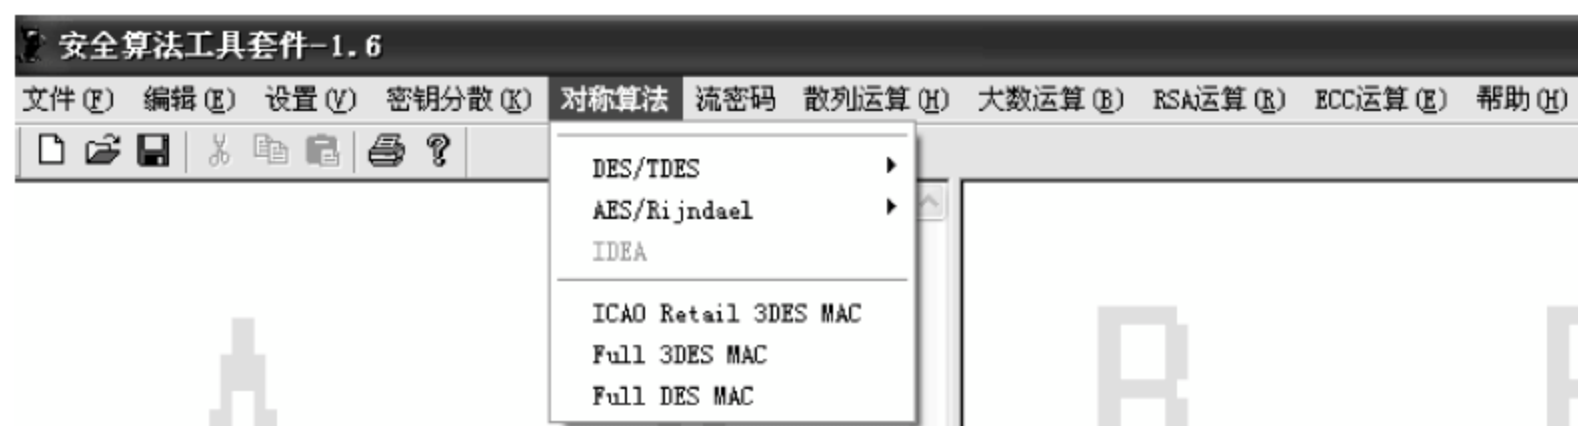 安全算法工具套件-1.6
文件(F) 编辑(E) 设置(V) 密钥分散(K) 对称算法 流密码 散列运算(H) 大数运算(B) RSA运算(R) ECC运算(E) 帮助(H)
DES/TDES
AES/Rijndael
IDEA
ICAO Retail 3DES MAC
Full 3DES MAC
Full DES MAC
A B